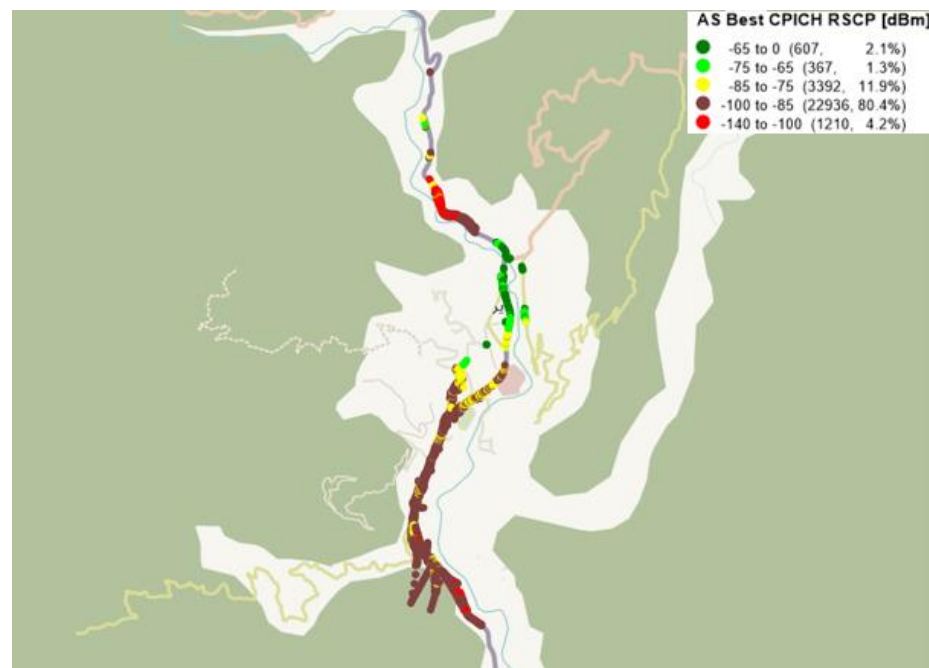 AS Best CPICH RSCP [dBm]
-65 to 0 (607, 2.1%)
-75 to -65 (367, 1.3%)
-85 to -75 (3392, 11.9%)
-100 to -85 (22936, 80.4%)
-140 to -100 (1210, 4.2%)